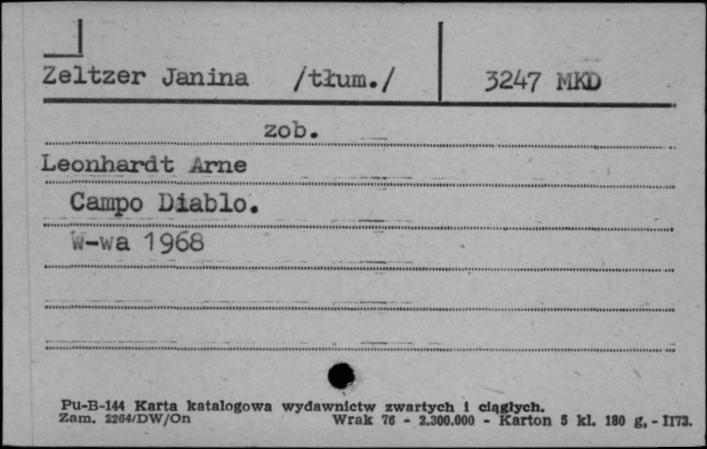 Zeltzer Janina /tłum./ 3247 MKD
zob.
Leonhardt Arne
Campo Diablo.
W-wa 1968
Pu-B-144 Karta katalogowa wydawnictw zwartych i ciągłych.
Zam. 2264/DW/On Wrak 76 - 2.300.000 - Karton 5 kl. 180 g, - II73.